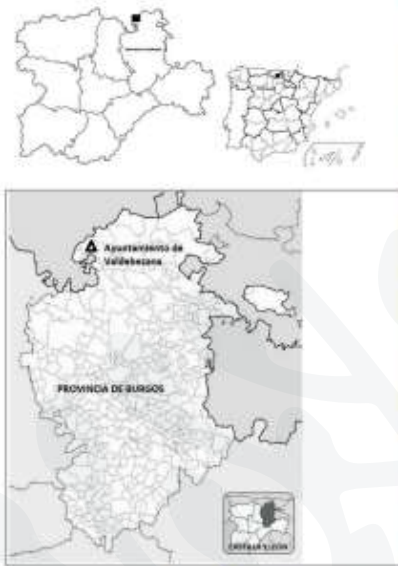 Ayuntamiento de
Valdebezana
PROVINCIA DE BURGOS
CASTILLA Y LEÓN